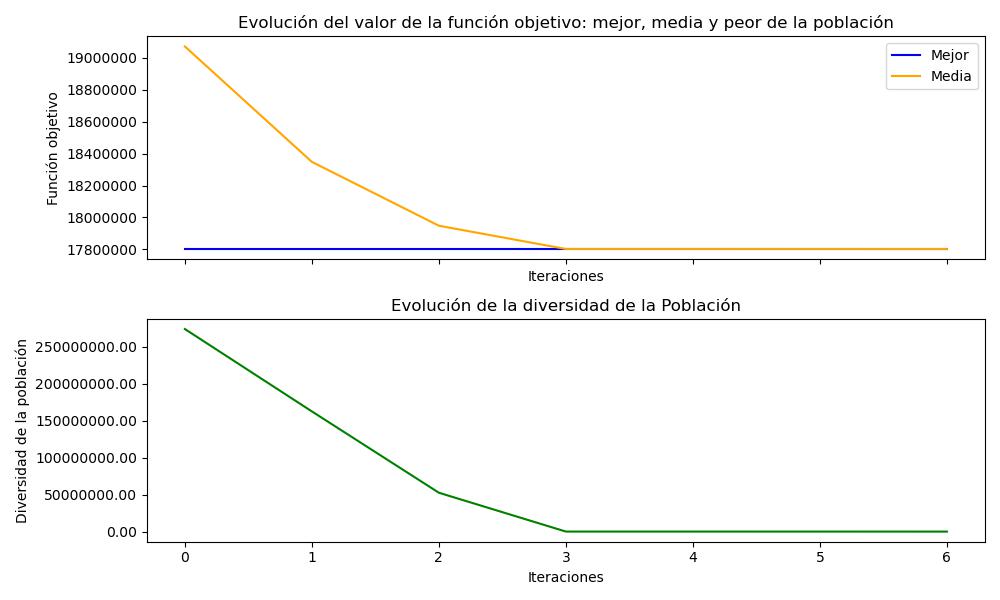 Evolución del valor de la función objetivo: mejor, media y peor de la población
Función objetivo
19000000
18800000
18600000
18400000
18200000
18000000
17800000
Mejor
Media
Iteraciones
Evolución de la diversidad de la Población
Diversidad de la población
250000000.00
200000000.00
150000000.00
100000000.00
50000000.00
0.00
0 1 2 3 4 5 6
Iteraciones